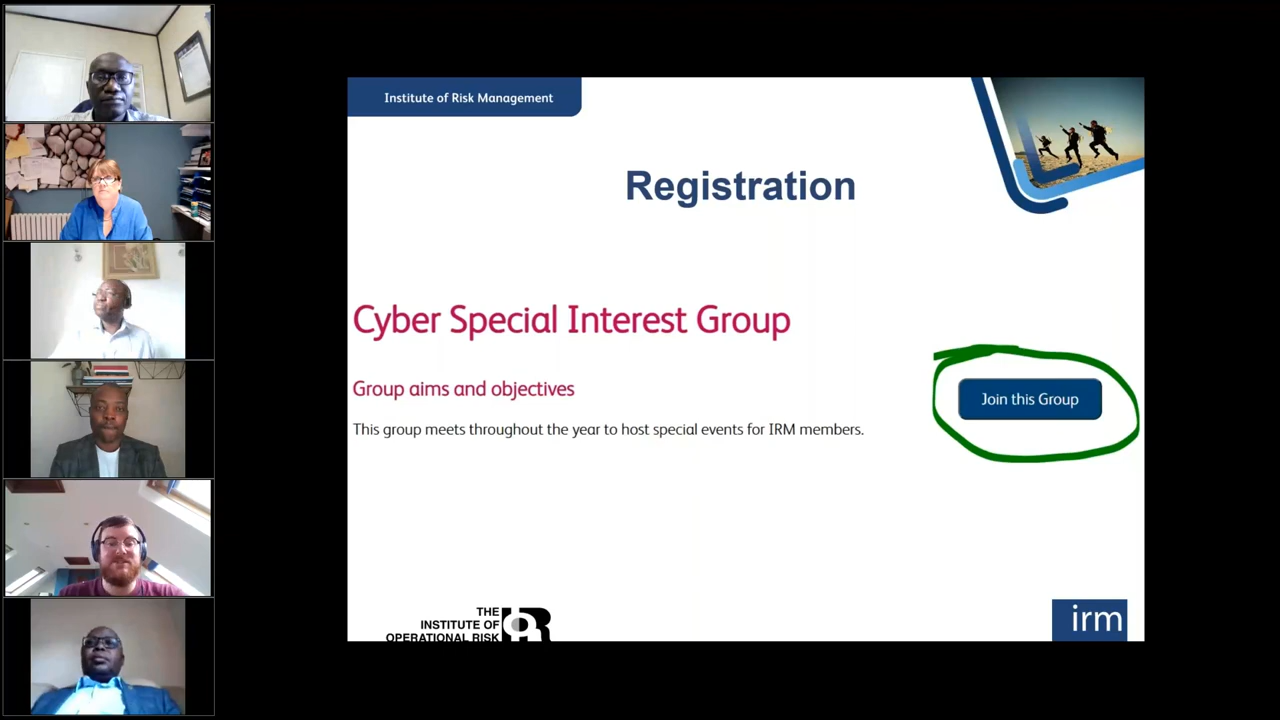 Institute of Risk Management
Registration
Cyber Special Interest Group
Group aims and objectives
Join this Group
This group meets throughout the year to host special events for IRM members.
THE
INSTITUTE OF
OPERATIONAL RISK
IOR
irm